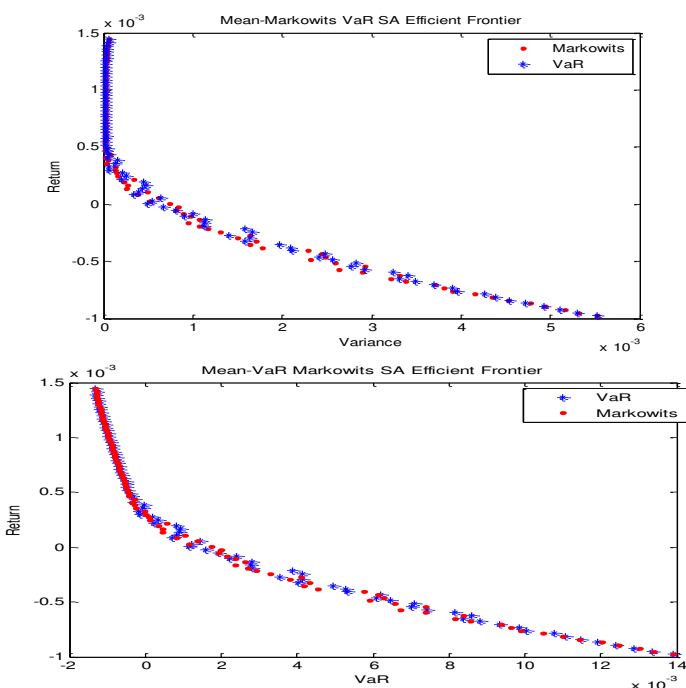 Mean-Markowits VaR SA Efficient Frontier
x 10⁻³
1.5
1
0.5
0
-0.5
-1
Return
Markowits
VaR
0 1 2 3 4 5 6
Variance
x 10⁻³
Mean-VaR Markowits SA Efficient Frontier
x 10⁻³
1.5
1
0.5
0
-0.5
-1
Return
VaR
Markowits
-2 0 2 4 6 8 10 12 14
VaR
x 10⁻³